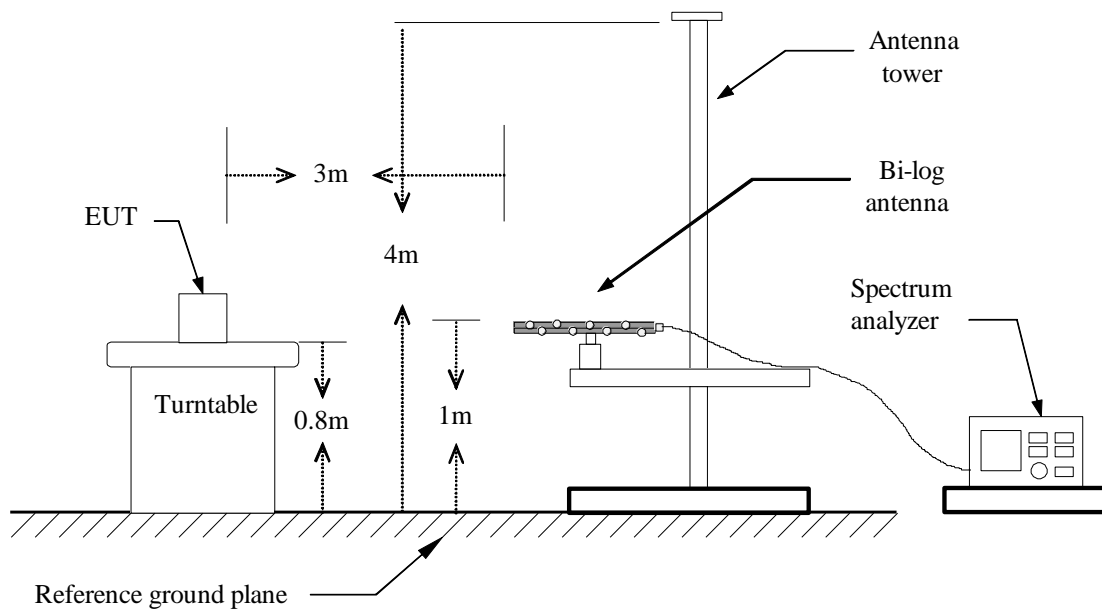 Antenna
tower
3m
Bi-log
antenna
EUT
4m
Spectrum
analyzer
Turntable
0.8m
1m
Reference ground plane